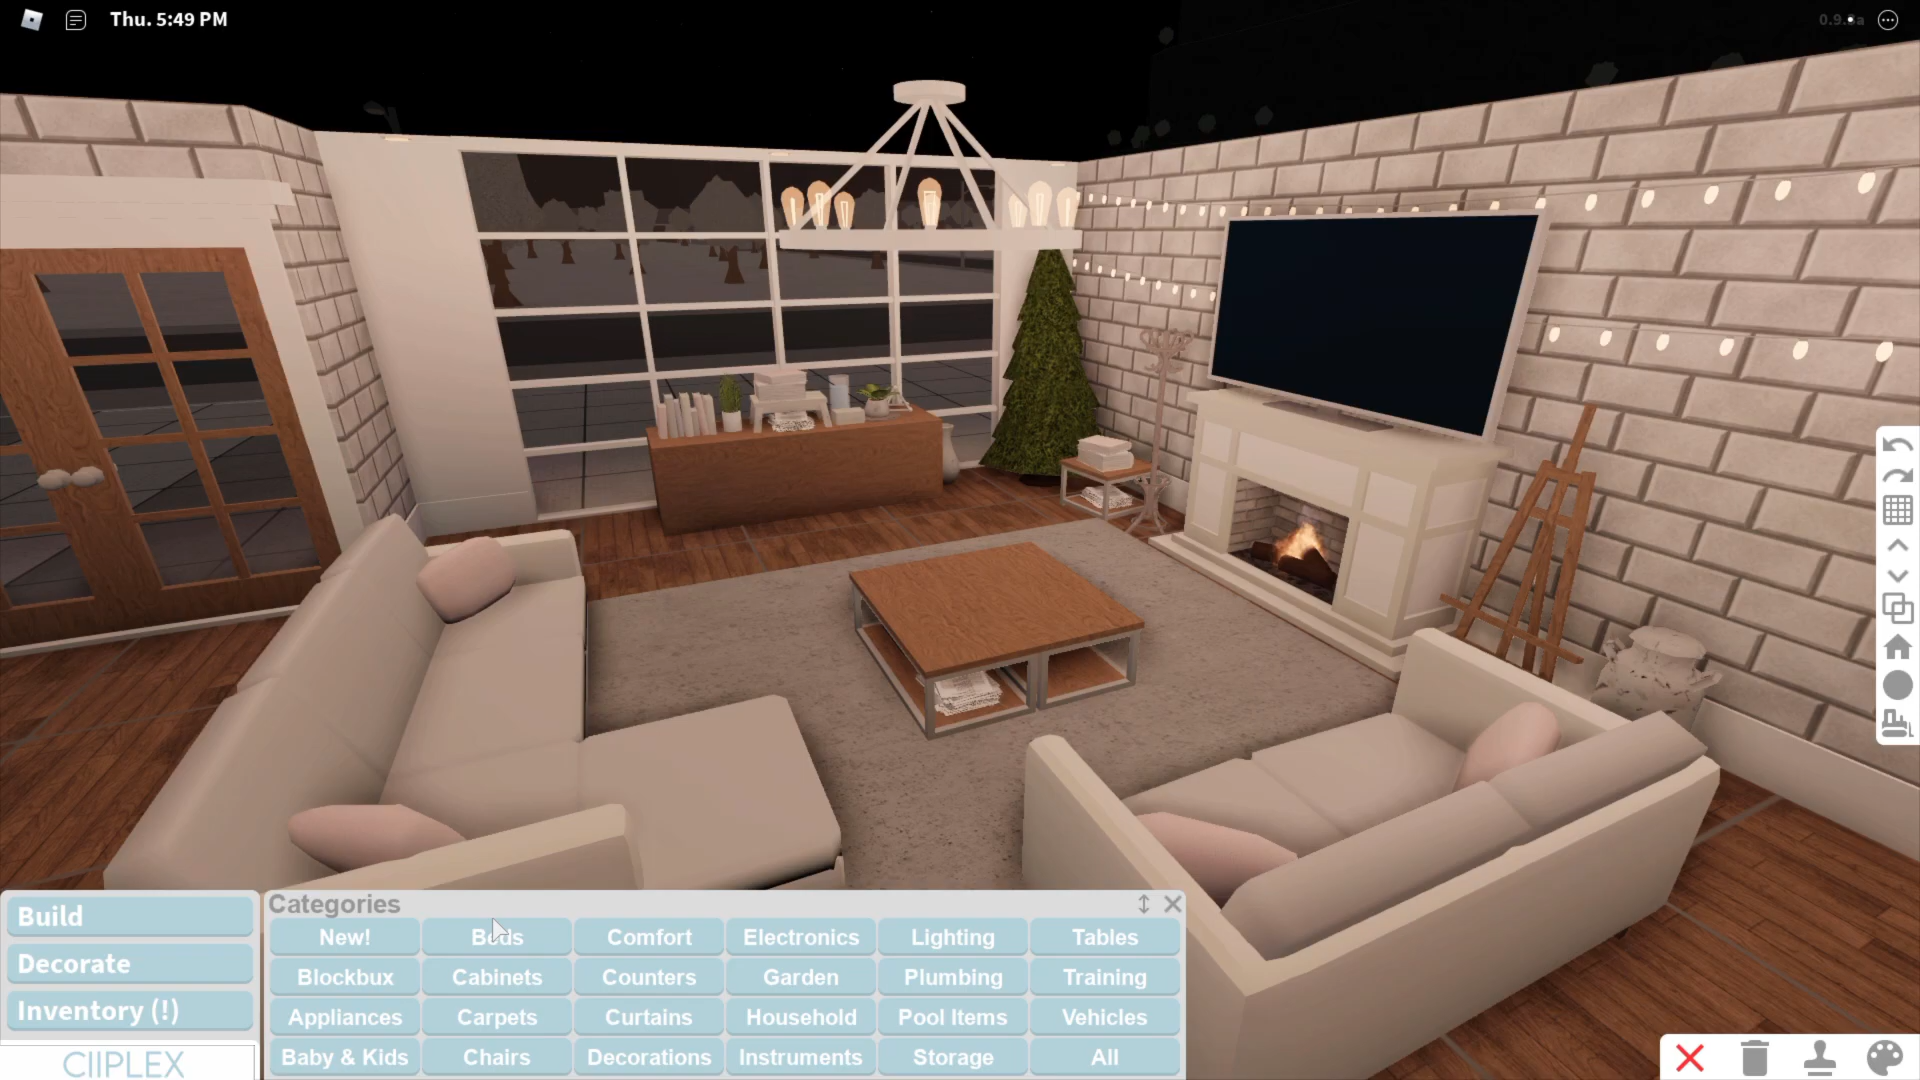 Thu. 5:49 PM
Build
Decorate
Inventory (!)
CIIPLEX
Categories
New! Beds Comfort Electronics Lighting Tables
Blockbux Cabinets Counters Garden Plumbing Training
Appliances Carpets Curtains Household Pool Items Vehicles
Baby & Kids Chairs Decorations Instruments Storage All